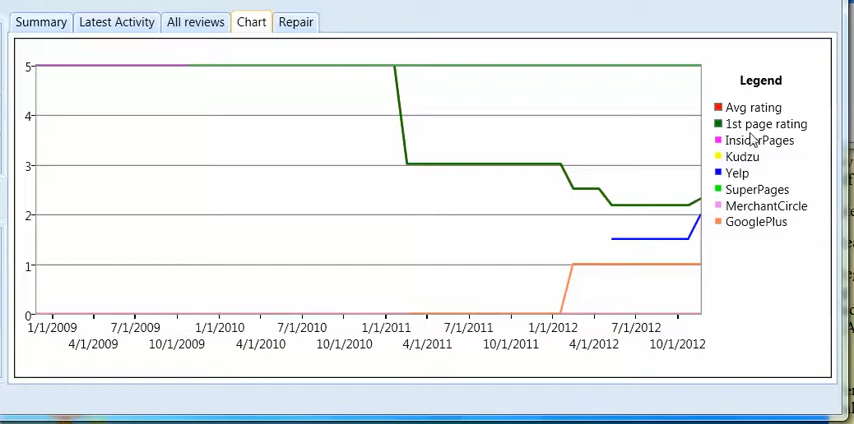 Summary Latest Activity All reviews Chart Repair
5
4
3
2
1
0
1/1/2009 7/1/2009 1/1/2010 7/1/2010 1/1/2011 7/1/2011 1/1/2012 7/1/2012
4/1/2009 10/1/2009 4/1/2010 10/1/2010 4/1/2011 10/1/2011 4/1/2012 10/1/2012
Legend
Avg rating
1st page rating
InsiderPages
Kudzu
Yelp
SuperPages
MerchantCircle
GooglePlus